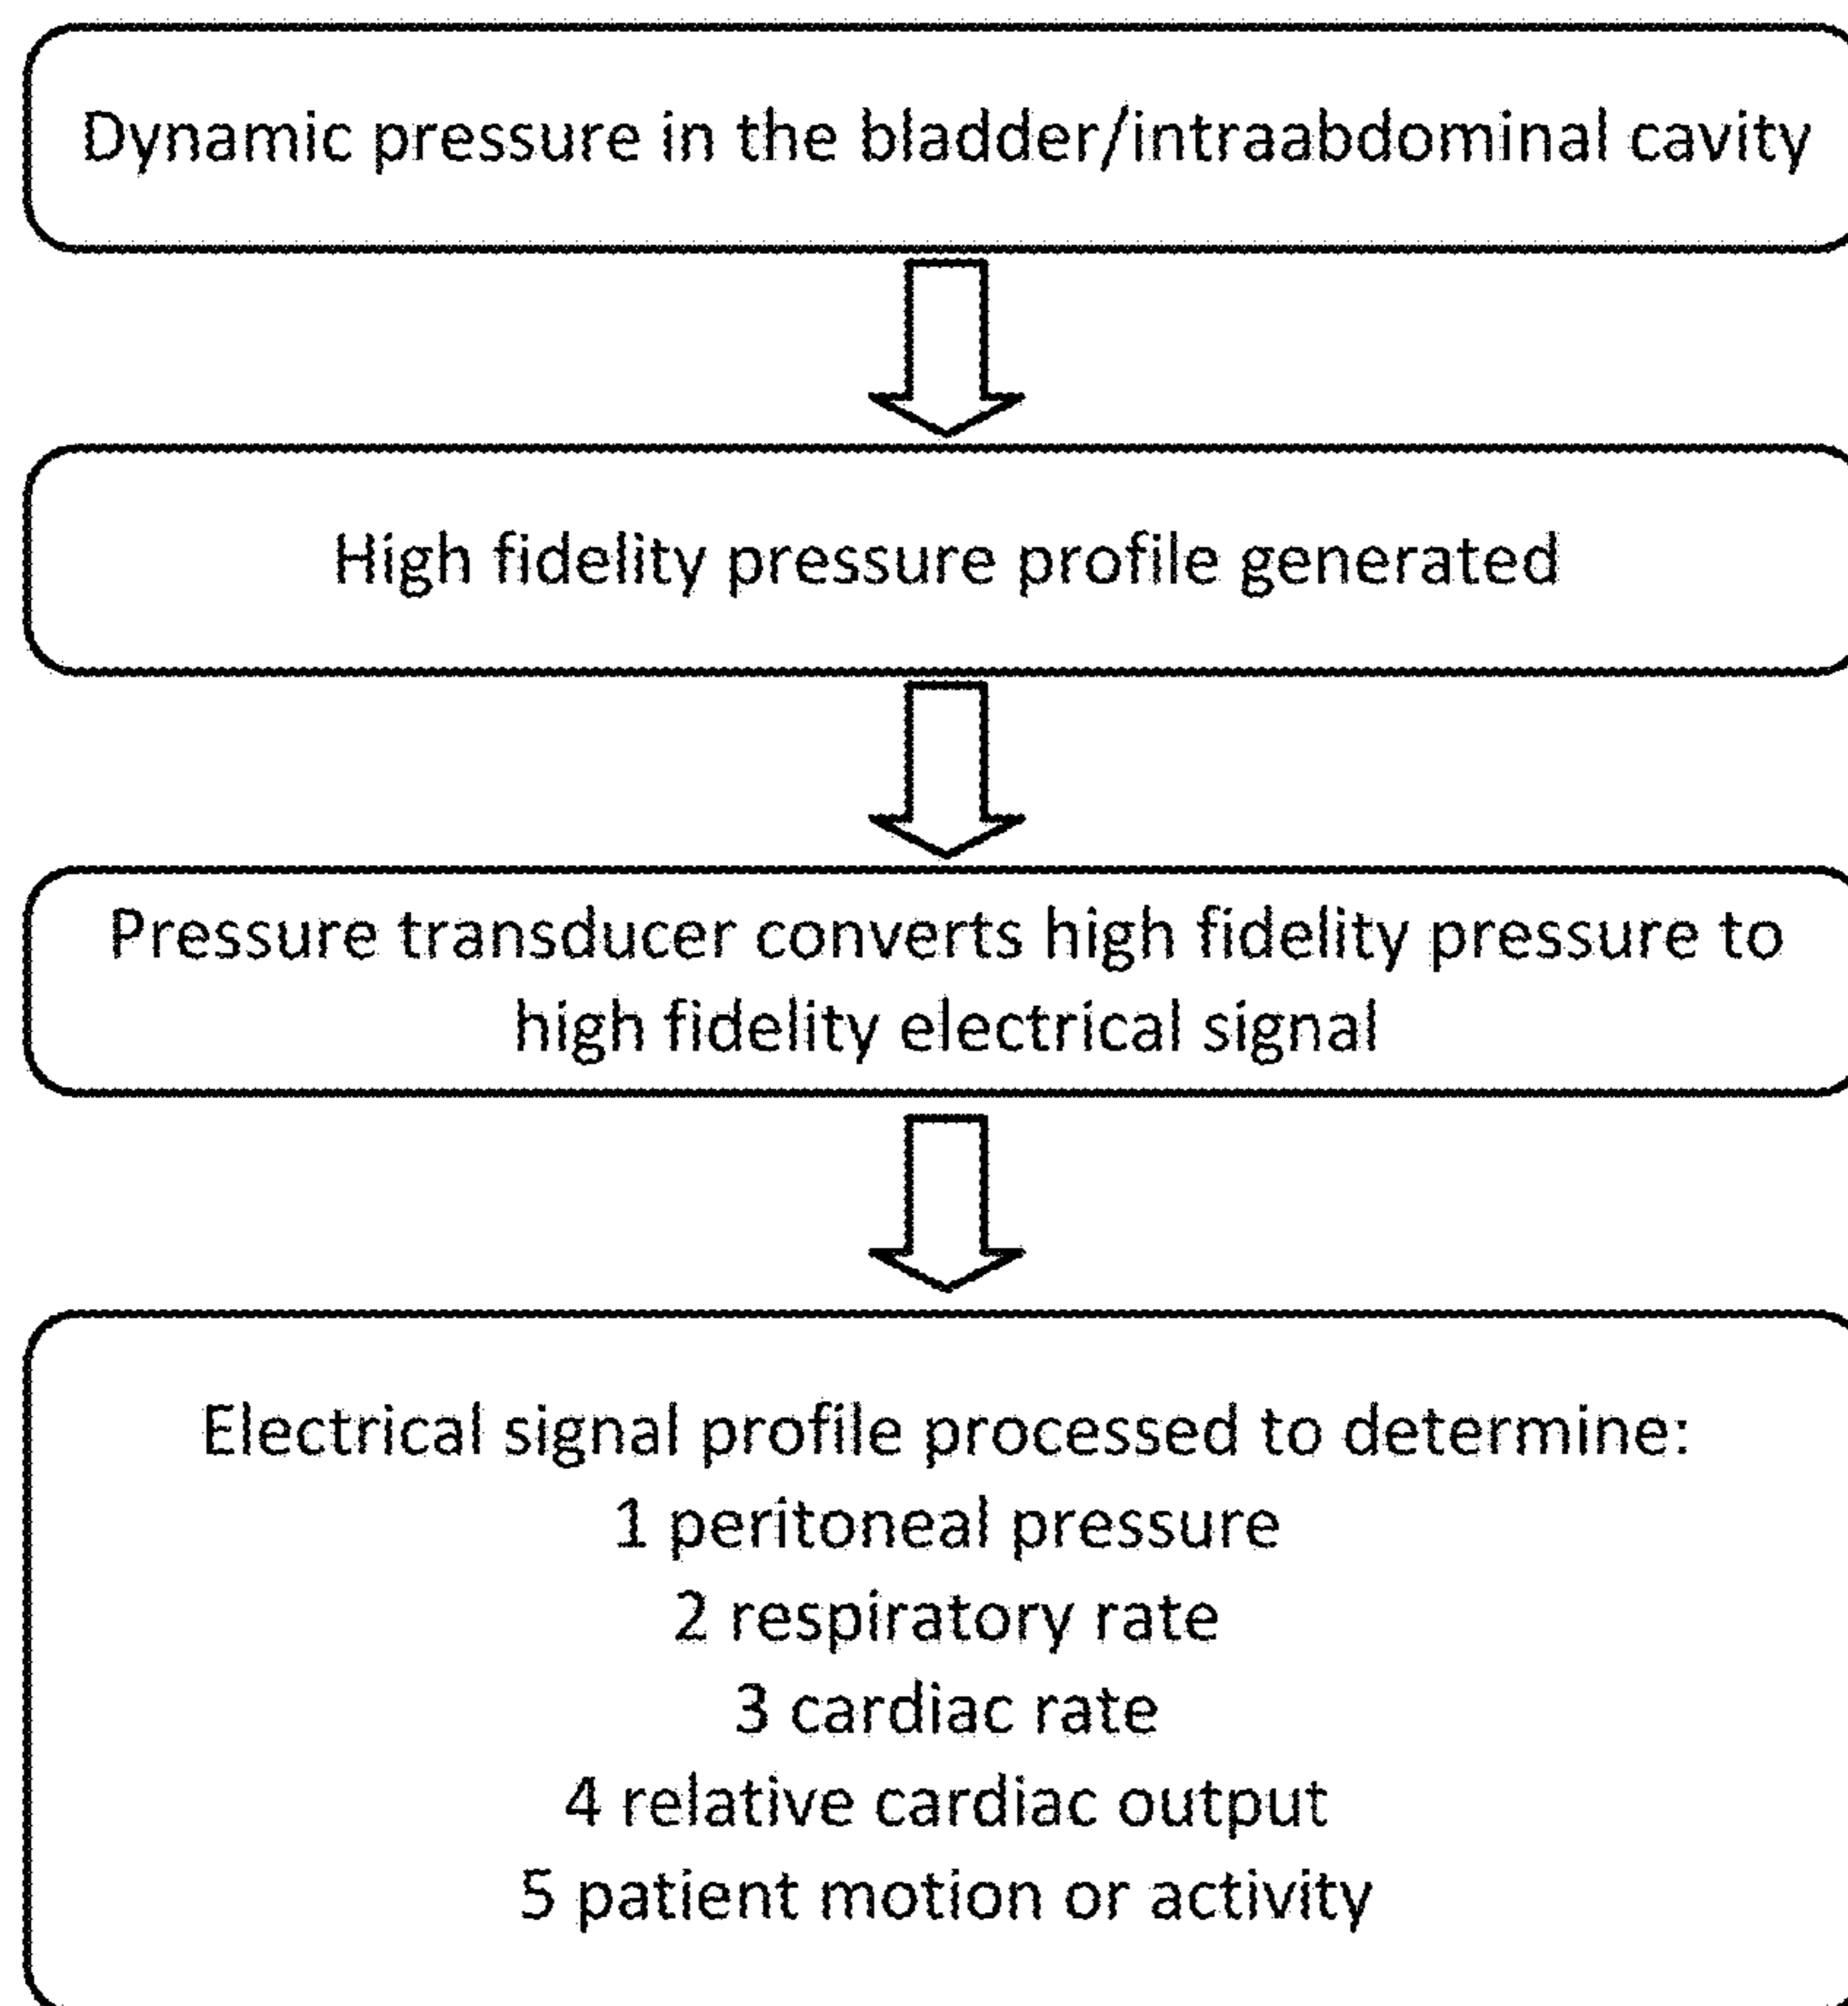 Dynamic pressure in the bladder/intraabdominal cavity
High fidelity pressure profile generated
Pressure transducer converts high fidelity pressure to
high fidelity electrical signal
Electrical signal profile processed to determine:
1 peritoneal pressure
2 respiratory rate
3 cardiac rate
4 relative cardiac output
5 patient motion or activity